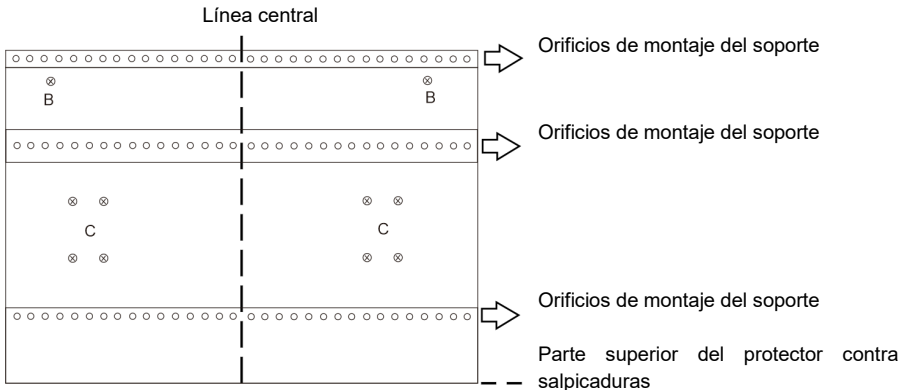 Línea central
Orificios de montaje del soporte
B
B
Orificios de montaje del soporte
C
C
Orificios de montaje del soporte
Parte superior del protector contra
salpicaduras